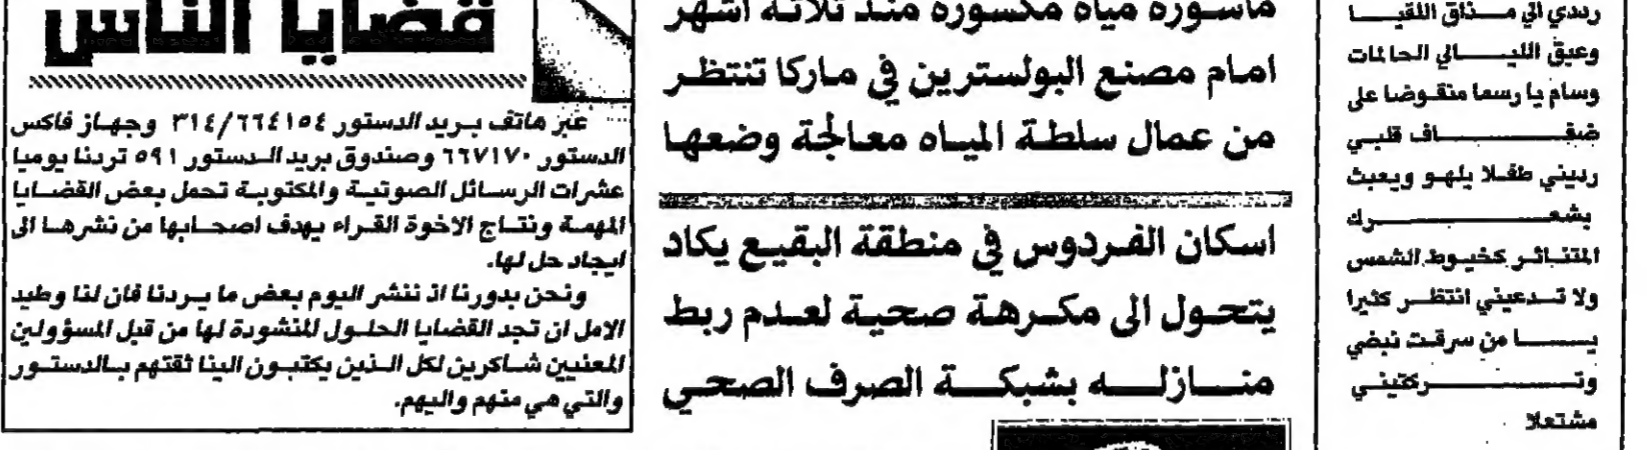 رديي الي مذاق اللقيا
وعبق الليالي الحالمات
وسام يا رسما منقوضا على
ضفاف قلبي
رديني طفلا يلهو ويعبث
بشعرك
المتناثر كخيوط الشمس
ولا تدعيني انتظر كثيرا
يا من سرقت نبضي
وتركتيني
مشتعلا
ماسورة مياه مكسورة منذ ثلاثة اشهر
امام مصنع البولسترين في ماركا تنتظر
من عمال سلطة المياه معالجة وضعها
اسكان الفردوس في منطقة البقيع يكاد
يتحول الى مكرهة صحية لعدم ربط
منازله بشبكة الصرف الصحي
قضايا الناس
عبر هاتف بريد الدستور ٣١٤/٦٦٤١٥٤ وجهاز فاكس
الدستور ٦٦٧١٧٠ وصندوق بريد الدستور ٥٩١ تردنا يوميا
عشرات الرسائل الصوتية والمكتوبة تحمل بعض القضايا
المهمة ونتاج الاخوة القراء يهدف اصحابها من نشرها الى
ايجاد حل لها.
ونحن بدورنا اذ ننشر اليوم بعض ما يردنا فان لنا وطيد
الامل ان تجد القضايا الحلول المنشودة لها من قبل المسؤولين
المعنيين شاكرين لكل الذين يكتبون الينا ثقتهم بالدستور
والتي هي منهم واليهم.